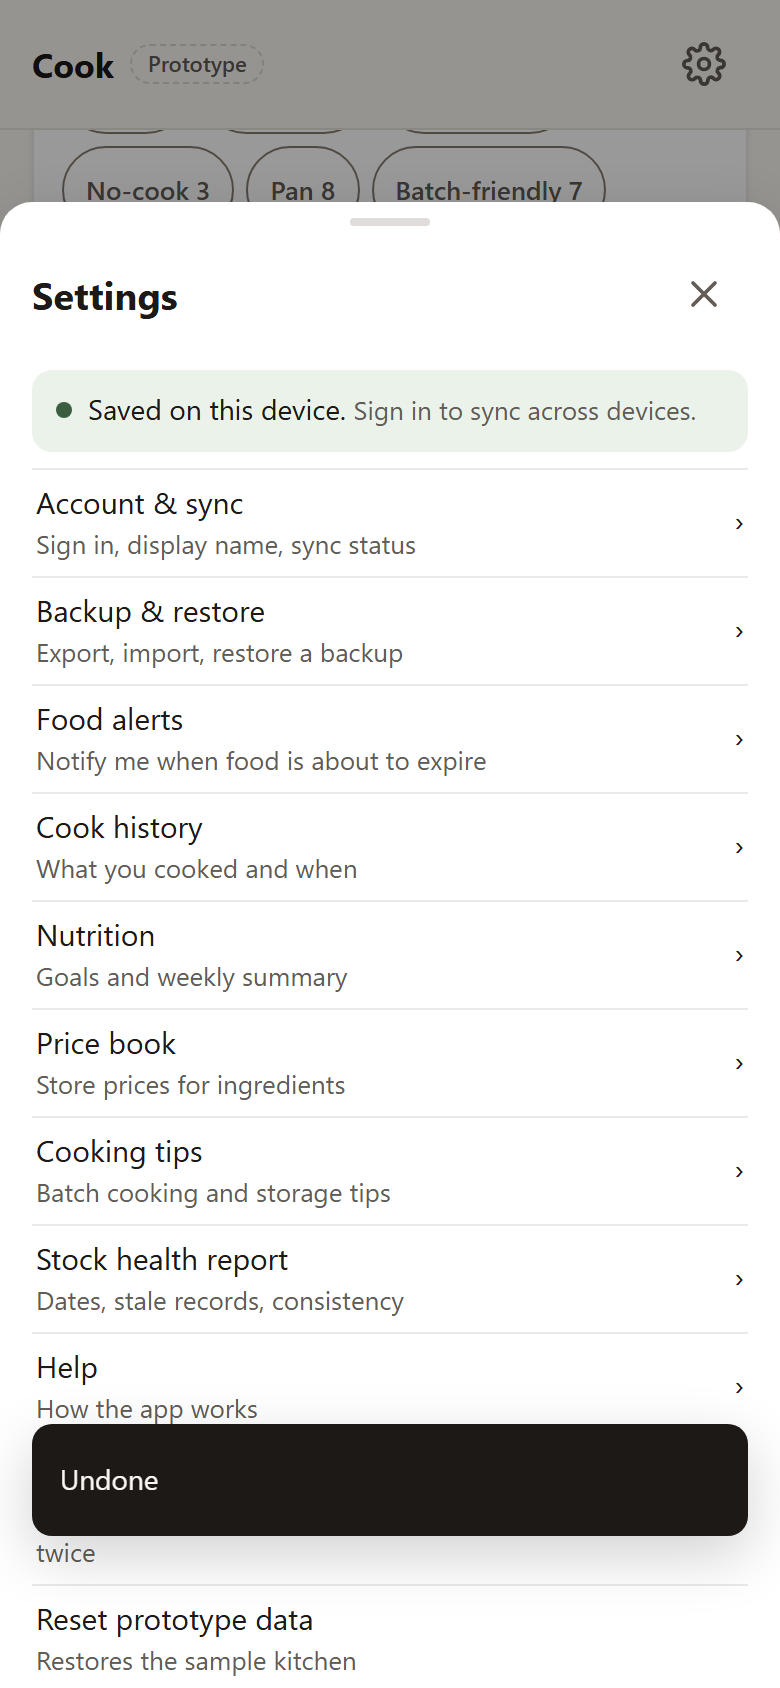 Cook
Prototype
No-cook 3
Pan 8
Batch-friendly 7
Settings
Saved on this device. Sign in to sync across devices.
Account & sync
Sign in, display name, sync status
Backup & restore
Export, import, restore a backup
Food alerts
Notify me when food is about to expire
Cook history
What you cooked and when
Nutrition
Goals and weekly summary
Price book
Store prices for ingredients
Cooking tips
Batch cooking and storage tips
Stock health report
Dates, stale records, consistency
Help
How the app works
Undone
twice
Reset prototype data
Restores the sample kitchen